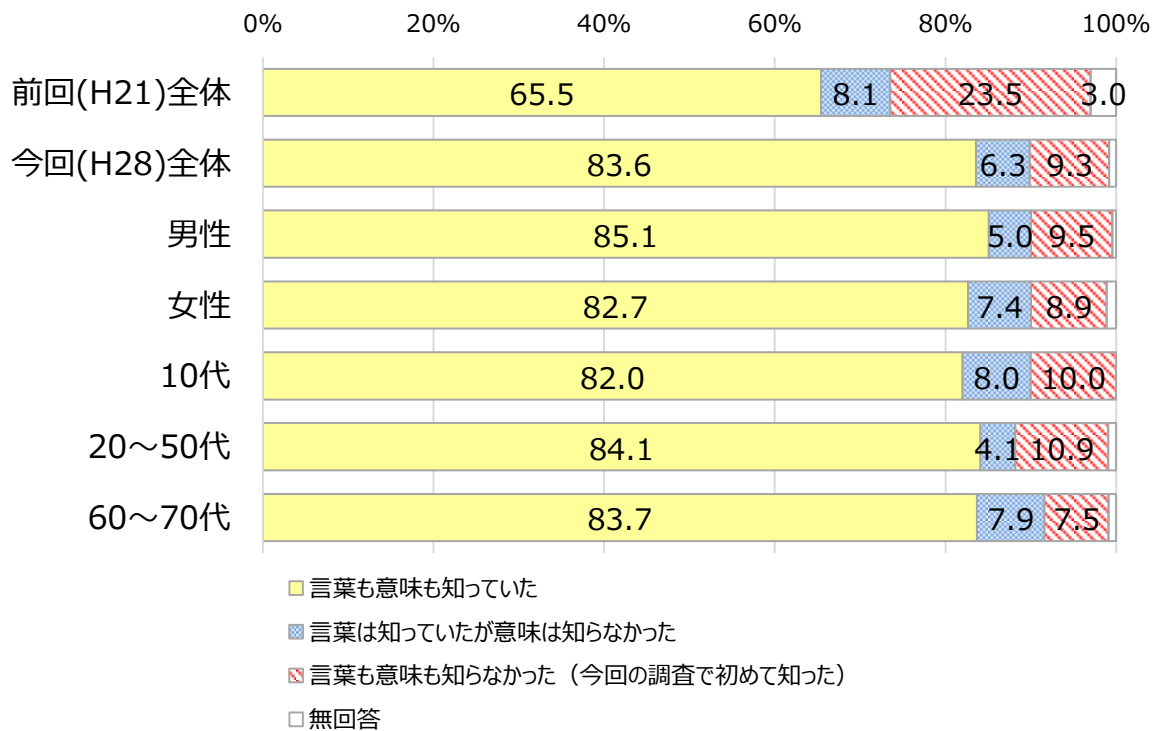 0% 20% 40% 60% 80% 100%
前回(H21)全体 65.5 8.1 23.5 3.0
今回(H28)全体 83.6 6.3 9.3
男性 85.1 5.0 9.5
女性 82.7 7.4 8.9
10代 82.0 8.0 10.0
20～50代 84.1 4.1 10.9
60～70代 83.7 7.9 7.5
言葉も意味も知っていた
言葉は知っていたが意味は知らなかった
言葉も意味も知らなかった（今回の調査で初めて知った）
無回答